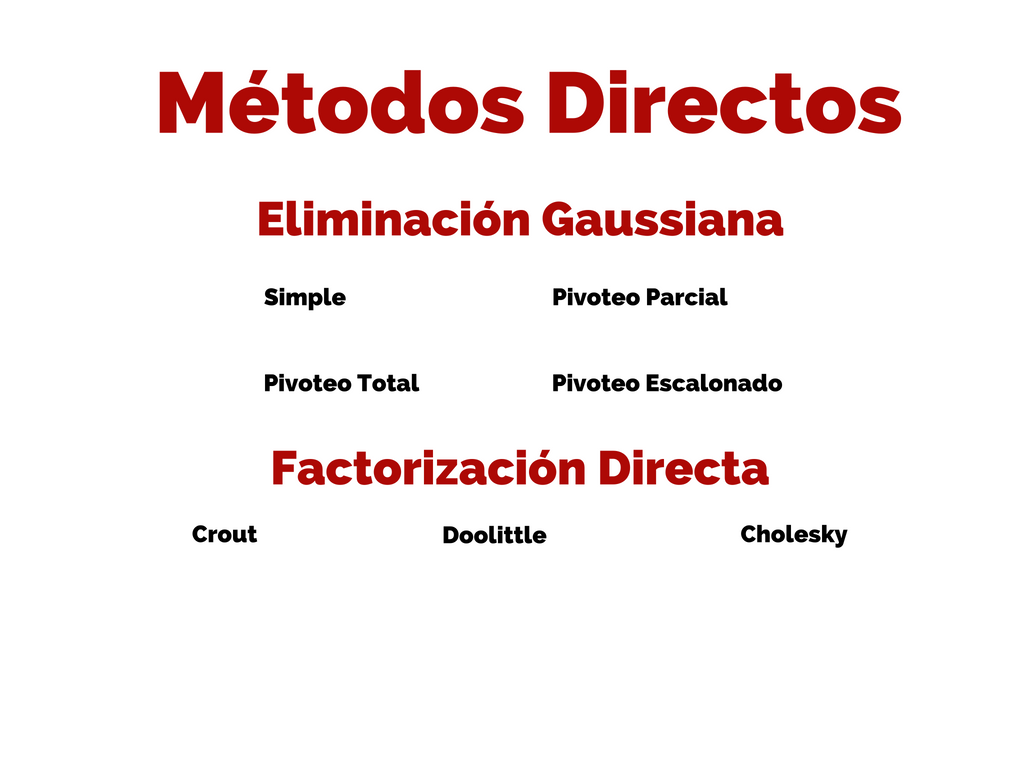 Métodos Directos
Eliminación Gaussiana
Simple Pivoteo Parcial
Pivoteo Total Pivoteo Escalonado
Factorización Directa
Crout Doolittle Cholesky